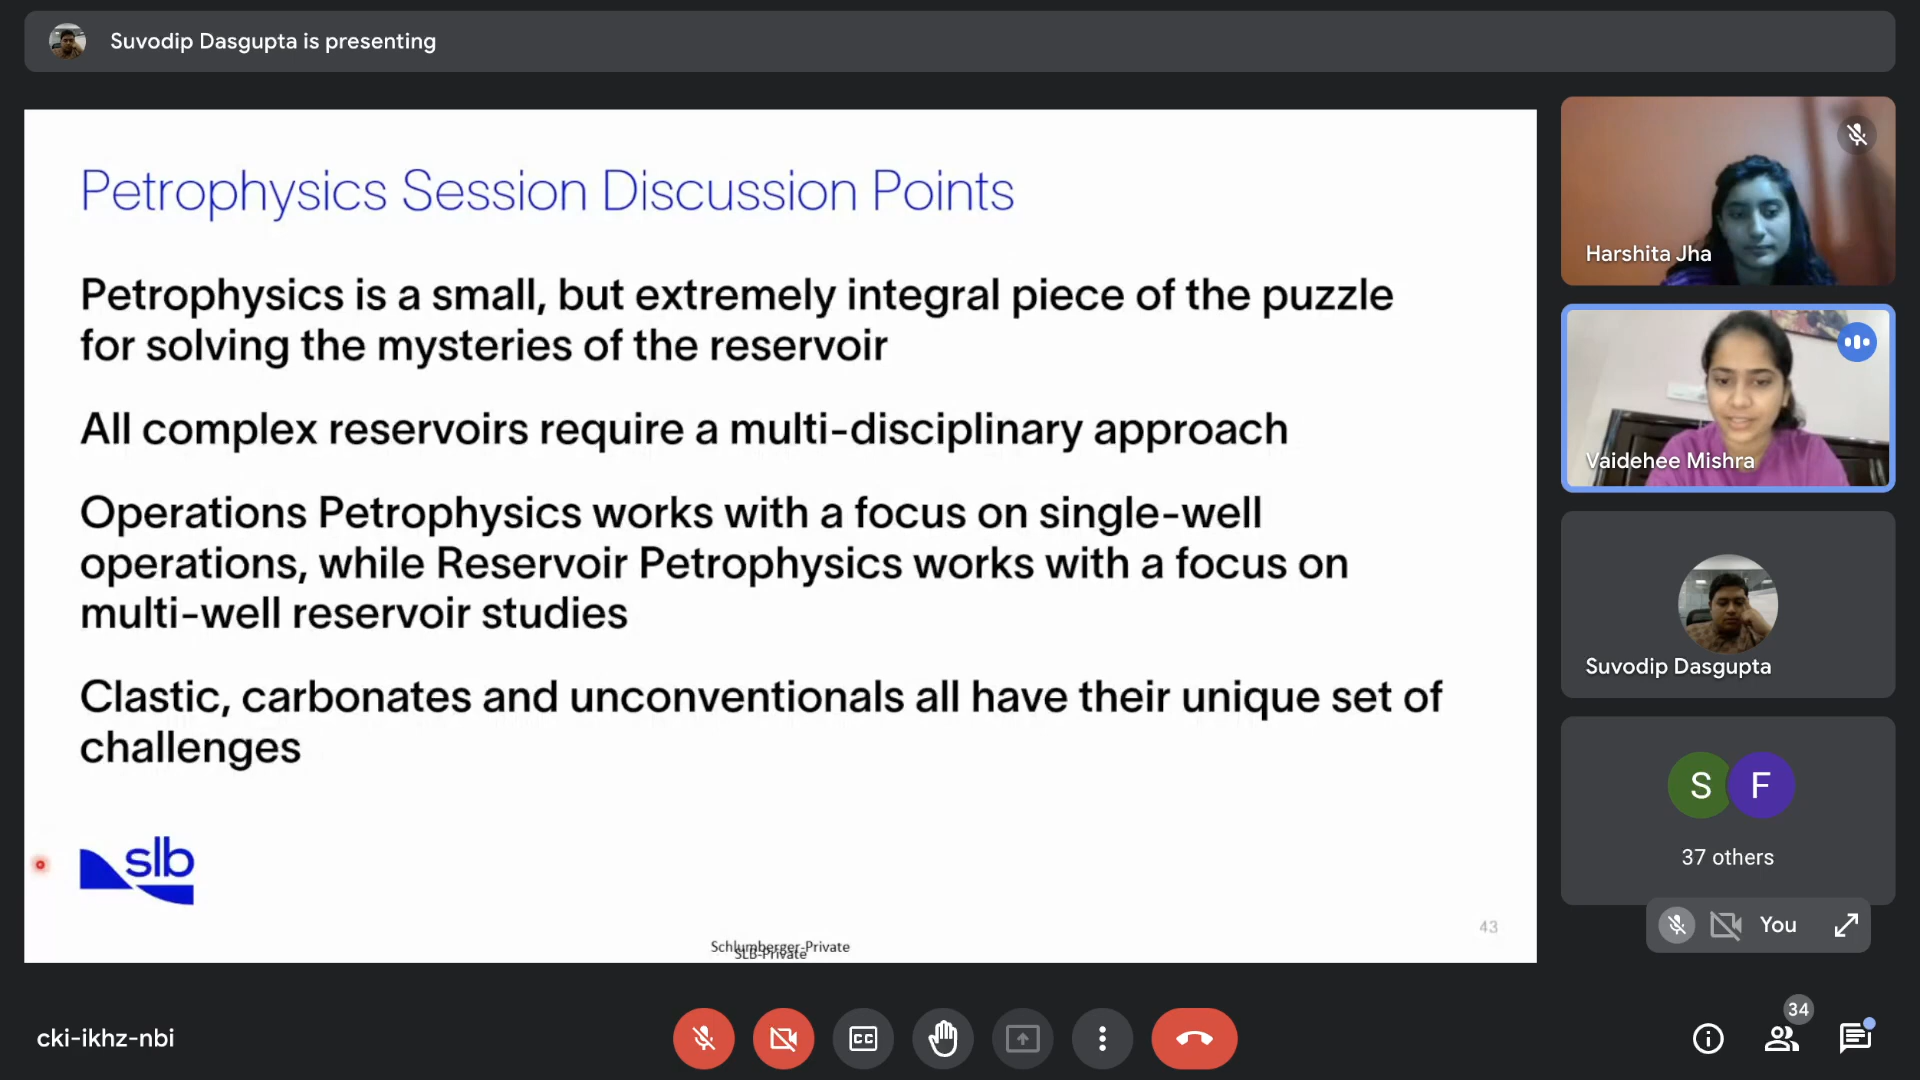 Suvodip Dasgupta is presenting
Petrophysics Session Discussion Points
Petrophysics is a small, but extremely integral piece of the puzzle
for solving the mysteries of the reservoir
All complex reservoirs require a multi-disciplinary approach
Operations Petrophysics works with a focus on single-well
operations, while Reservoir Petrophysics works with a focus on
multi-well reservoir studies
Clastic, carbonates and unconventionals all have their unique set of
challenges
slb
43
Schlumberger-Private
SLB-Private
Harshita Jha
Vaidehee Mishra
Suvodip Dasgupta
S F
37 others
You
cki-ikhz-nbi
CC
34